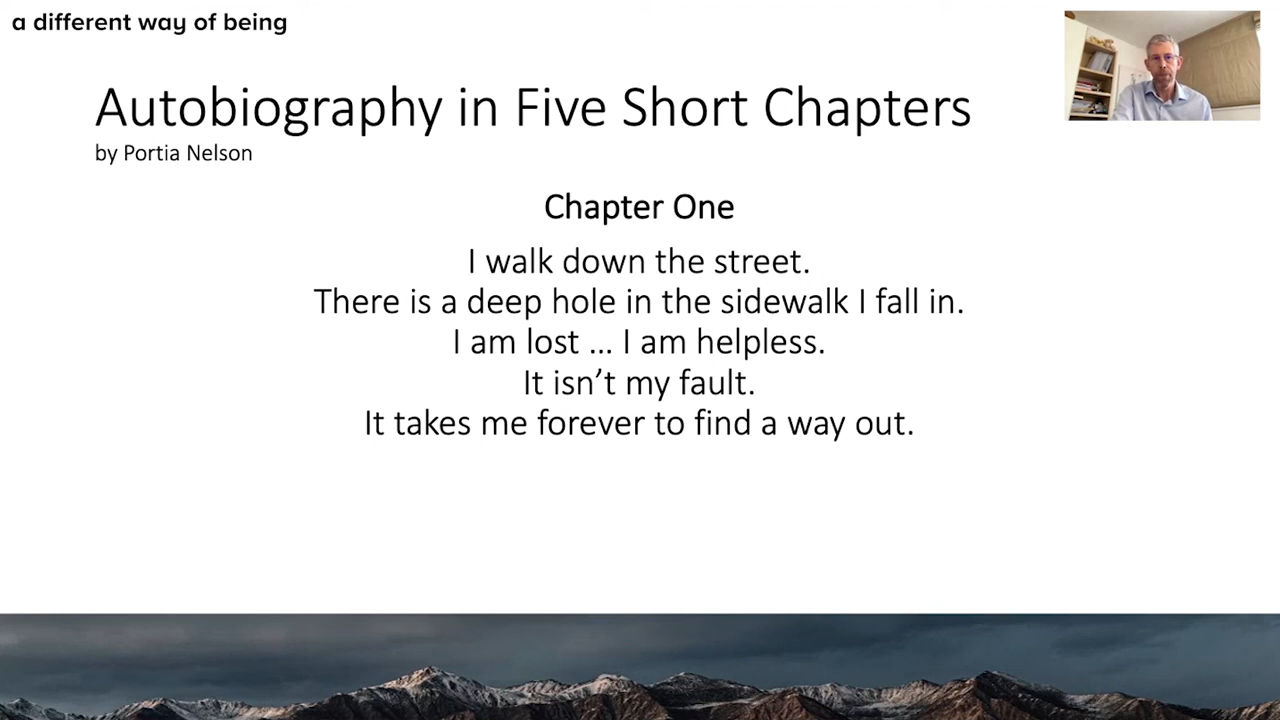 a different way of being
Autobiography in Five Short Chapters
by Portia Nelson
Chapter One
I walk down the street.
There is a deep hole in the sidewalk I fall in.
I am lost ... I am helpless.
It isn’t my fault.
It takes me forever to find a way out.